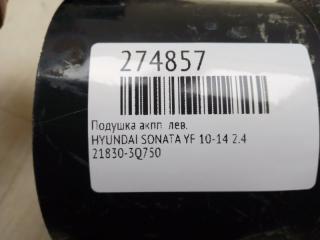 274857
Подушка акпп лев.
HYUNDAI SONATA YF 10-14 2.4
21830-3Q750